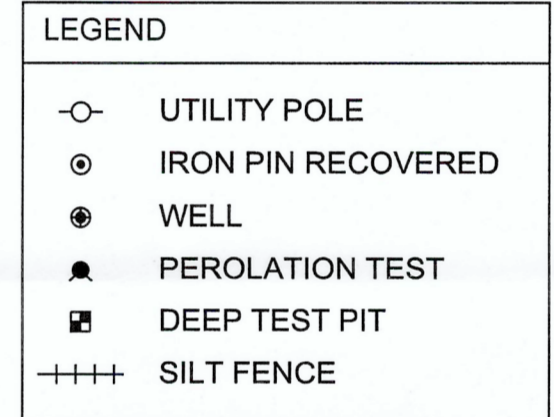 LEGEND
UTILITY POLE
IRON PIN RECOVERED
WELL
PEROLATION TEST
DEEP TEST PIT
SILT FENCE